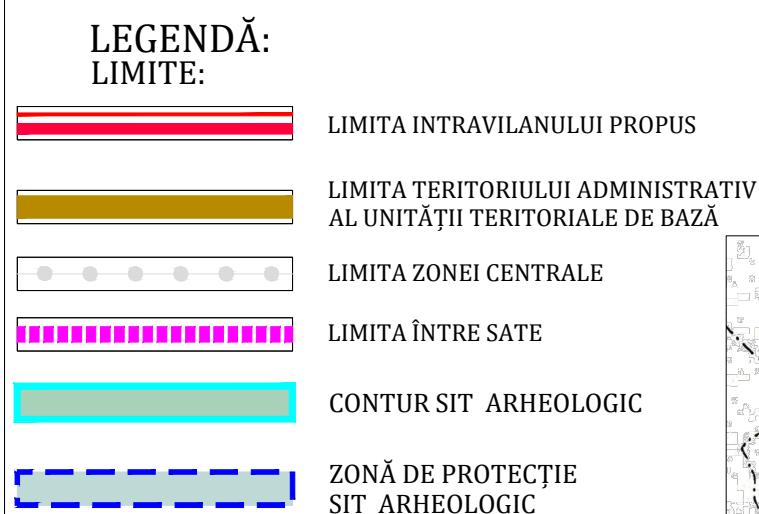 LEGENDĂ:
LIMITE:
LIMITA INTRAVILANULUI PROPUS
LIMITA TERITORIULUI ADMINISTRATIV
AL UNITĂȚII TERITORIALE DE BAZĂ
LIMITA ZONEI CENTRALE
LIMITA ÎNTRE SATE
CONTUR SIT ARHEOLOGIC
ZONĂ DE PROTECȚIE
SIT ARHEOLOGIC